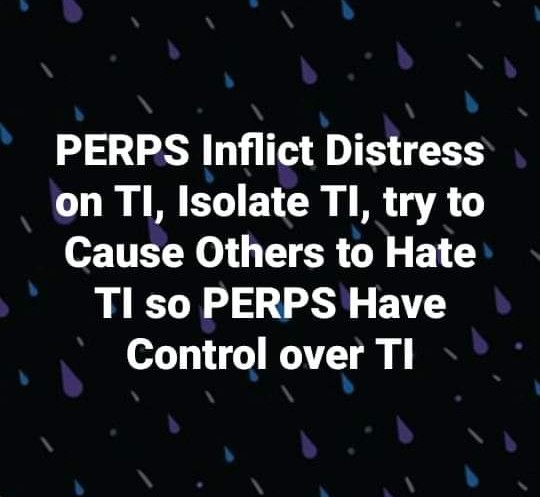 PERPS Inflict Distress
on TI, Isolate TI, try to
Cause Others to Hate
TI so PERPS Have
Control over TI